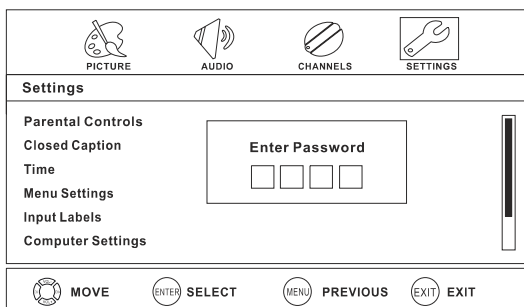 PICTURE AUDIO CHANNELS SETTINGS
Settings
Parental Controls
Closed Caption
Time
Menu Settings
Input Labels
Computer Settings
Enter Password
MOVE ENTER SELECT MENU PREVIOUS EXIT EXIT